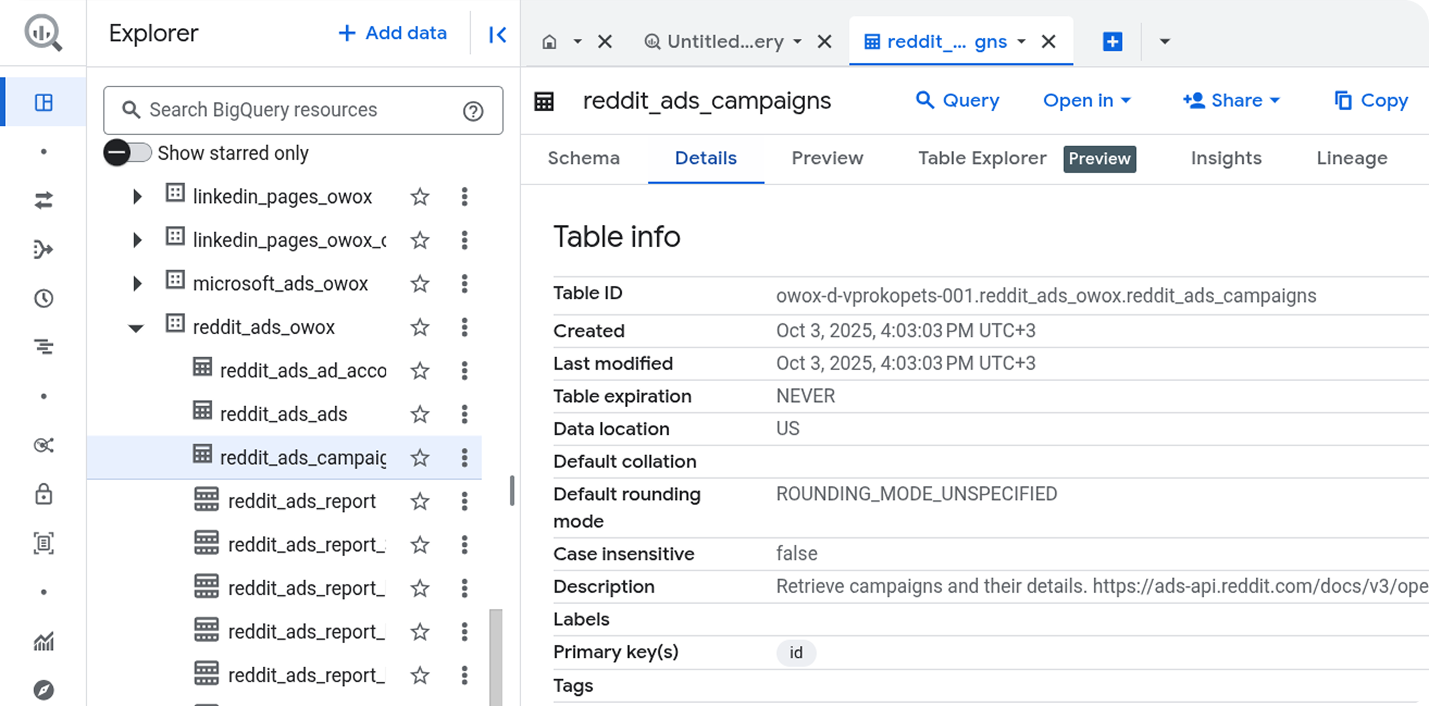 Explorer
+ Add data
Search BigQuery resources
Show starred only
linkedin_pages_owox
linkedin_pages_owox_c
microsoft_ads_owox
reddit_ads_owox
reddit_ads_ad_acco
reddit_ads_ads
reddit_ads_campaig
reddit_ads_report
reddit_ads_report_
reddit_ads_report_
reddit_ads_report_
reddit_ads_report_
Untitled...ery
reddit_... gns
reddit_ads_campaigns
Query
Open in
Share
Copy
Schema
Details
Preview
Table Explorer
Preview
Insights
Lineage
Table info
Table ID owox-d-vprokopets-001.reddit_ads_owox.reddit_ads_campaigns
Created Oct 3, 2025, 4:03:03 PM UTC+3
Last modified Oct 3, 2025, 4:03:03 PM UTC+3
Table expiration NEVER
Data location US
Default collation
Default rounding ROUNDING_MODE_UNSPECIFIED
mode
Case insensitive false
Description Retrieve campaigns and their details. https://ads-api.reddit.com/docs/v3/ope
Labels
Primary key(s) id
Tags